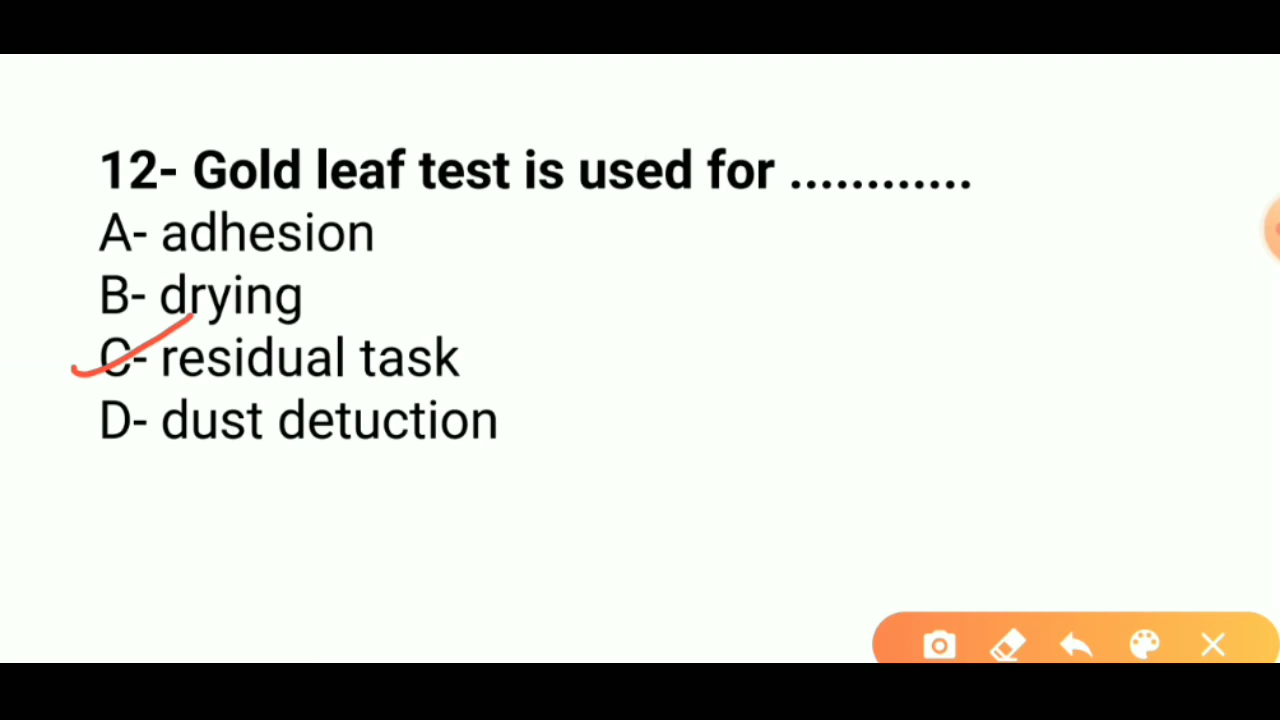 12- Gold leaf test is used for ............
A- adhesion
B- drying
C- residual task
D- dust detuction